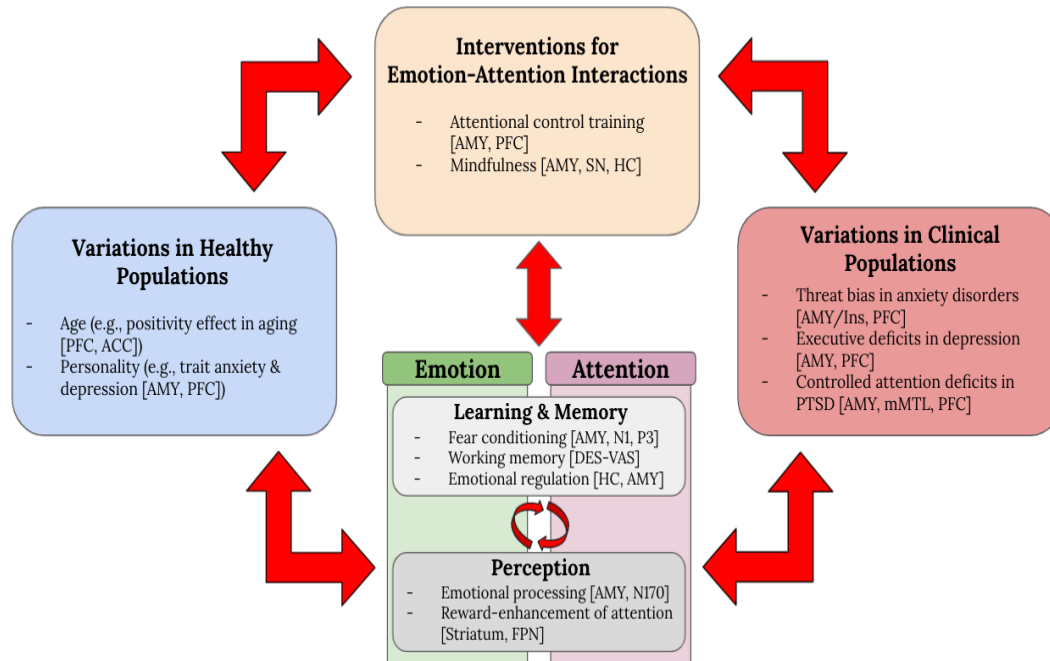 Interventions for
Emotion-Attention Interactions
- Attentional control training
[AMY, PFC]
- Mindfulness [AMY, SN, HC]
Variations in Healthy
Populations
- Age (e.g., positivity effect in aging
[PFC, ACC])
- Personality (e.g., trait anxiety &
depression [AMY, PFC])
Variations in Clinical
Populations
- Threat bias in anxiety disorders
[AMY/Ins, PFC]
- Executive deficits in depression
[AMY, PFC]
- Controlled attention deficits in
PTSD [AMY, mMTL, PFC]
Emotion
Attention
Learning & Memory
- Fear conditioning [AMY, N1, P3]
- Working memory [DES-VAS]
- Emotional regulation [HC, AMY]
Perception
- Emotional processing [AMY, N170]
- Reward-enhancement of attention
[Striatum, FPN]